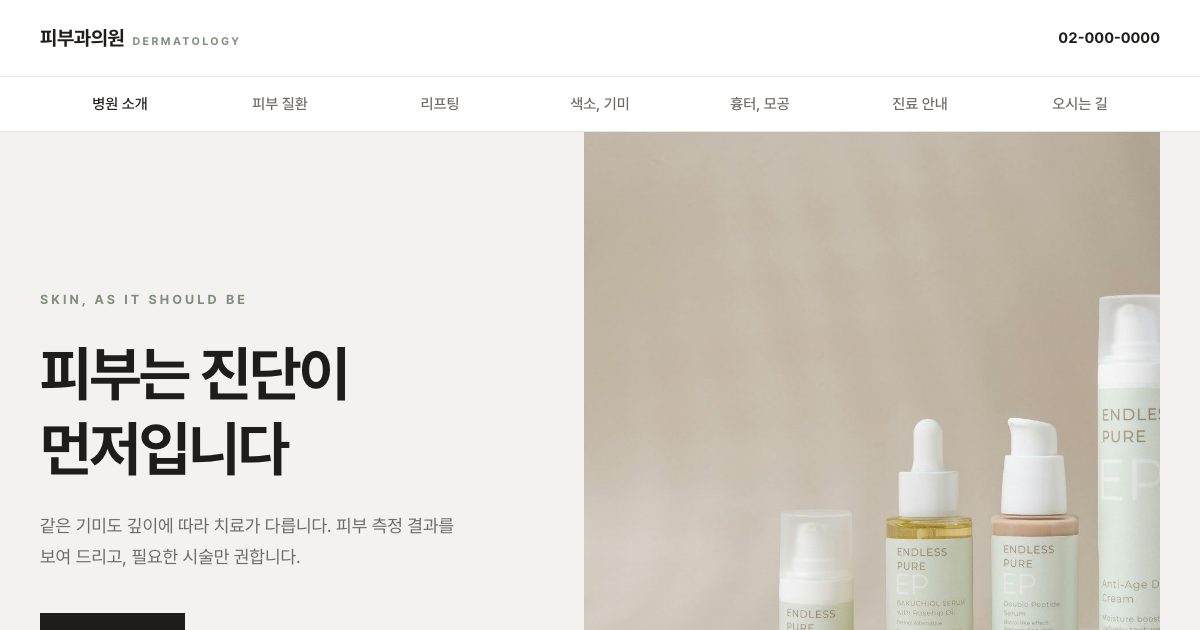 피부과의원 DERMATOLOGY
02-000-0000
병원 소개
피부 질환
리프팅
색소, 기미
흉터, 모공
진료 안내
오시는 길
SKIN, AS IT SHOULD BE
피부는 진단이
먼저입니다
같은 기미도 깊이에 따라 치료가 다릅니다. 피부 측정 결과를
보여 드리고, 필요한 시술만 권합니다.
ENDLESS
PURE
ENDLESS
PURE
EP
BAKUCHIOL SERUM
with Rosehip Oil
Retinol Alternative
ENDLESS
PURE
EP
Double Peptide
Serum
Botox like effect
ENDLES
PURE
EP
Anti-Age D
Cream
Moisture boost